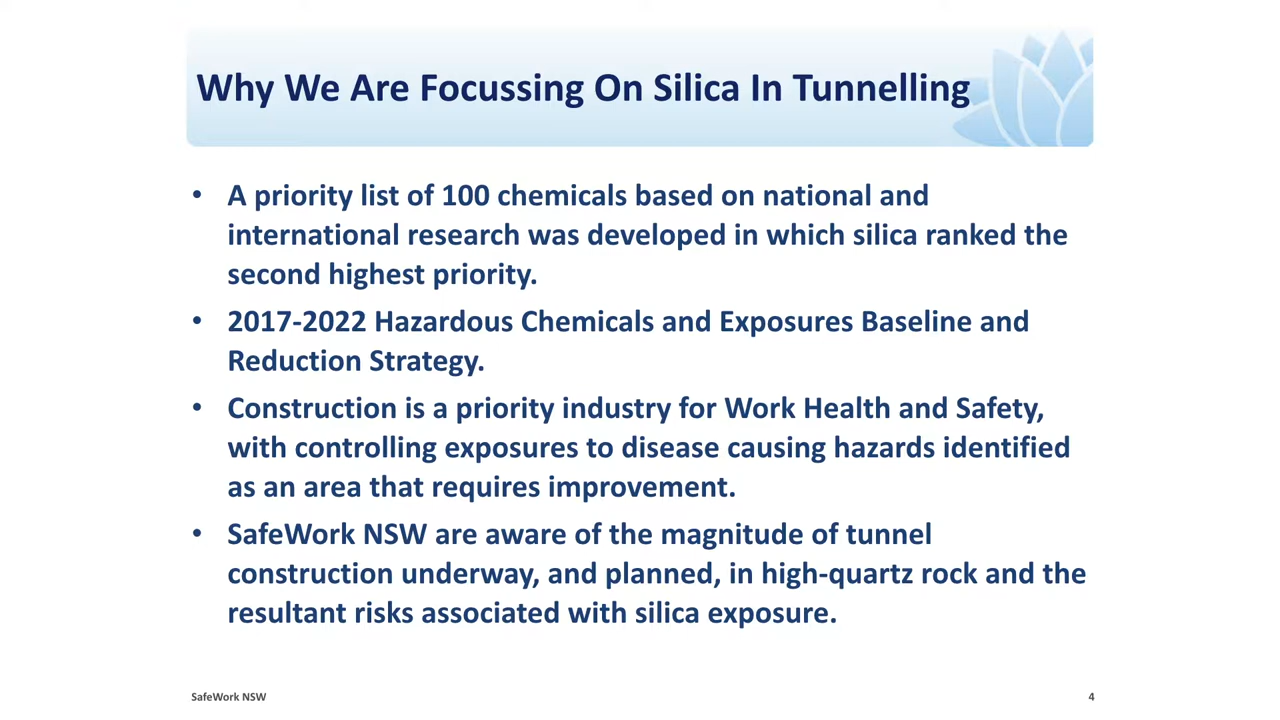 Why We Are Focussing On Silica In Tunnelling
• A priority list of 100 chemicals based on national and
international research was developed in which silica ranked the
second highest priority.
• 2017-2022 Hazardous Chemicals and Exposures Baseline and
Reduction Strategy.
• Construction is a priority industry for Work Health and Safety,
with controlling exposures to disease causing hazards identified
as an area that requires improvement.
• SafeWork NSW are aware of the magnitude of tunnel
construction underway, and planned, in high-quartz rock and the
resultant risks associated with silica exposure.
SafeWork NSW
4